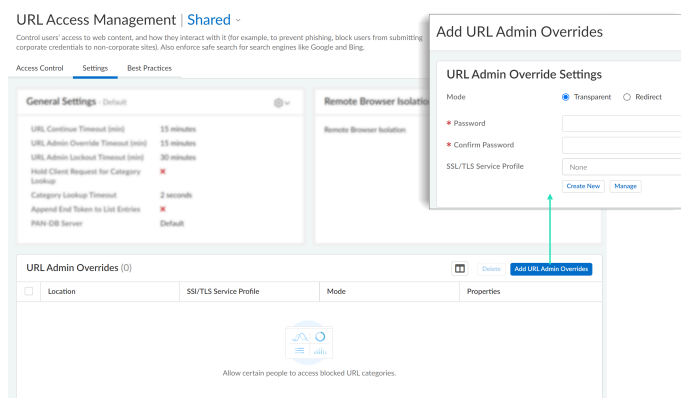 URL Access Management | Shared
Control users' access to web content, and how they interact with it (for example, to prevent phishing, block users from submitting
corporate credentials to non-corporate sites). Also enforce safe search for search engines like Google and Bing.
Access Control Settings Best Practices
General Settings - Default
URL Continue Timeout (min) 15 minutes
URL Admin Override Timeout (min) 15 minutes
URL Admin Lockout Timeout (min) 30 minutes
Hold Client Request for Category
Lookup
Category Lookup Timeout 2 seconds
Append End Token to List Entries
PAN-DB Server Default
Remote Browser Isolatio
Remote Browser Isolation
Add URL Admin Overrides
URL Admin Override Settings
Mode Transparent Redirect
* Password
* Confirm Password
SSL/TLS Service Profile None
Create New Manage
URL Admin Overrides (0)
Delete Add URL Admin Overrides
Location SSl/TLS Service Profile Mode Properties
Allow certain people to access blocked URL categories.